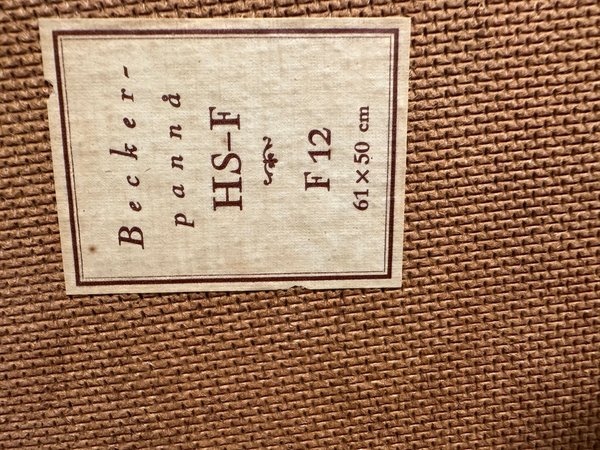 Becker-
pannå
HS-F
F 12
61×50 cm